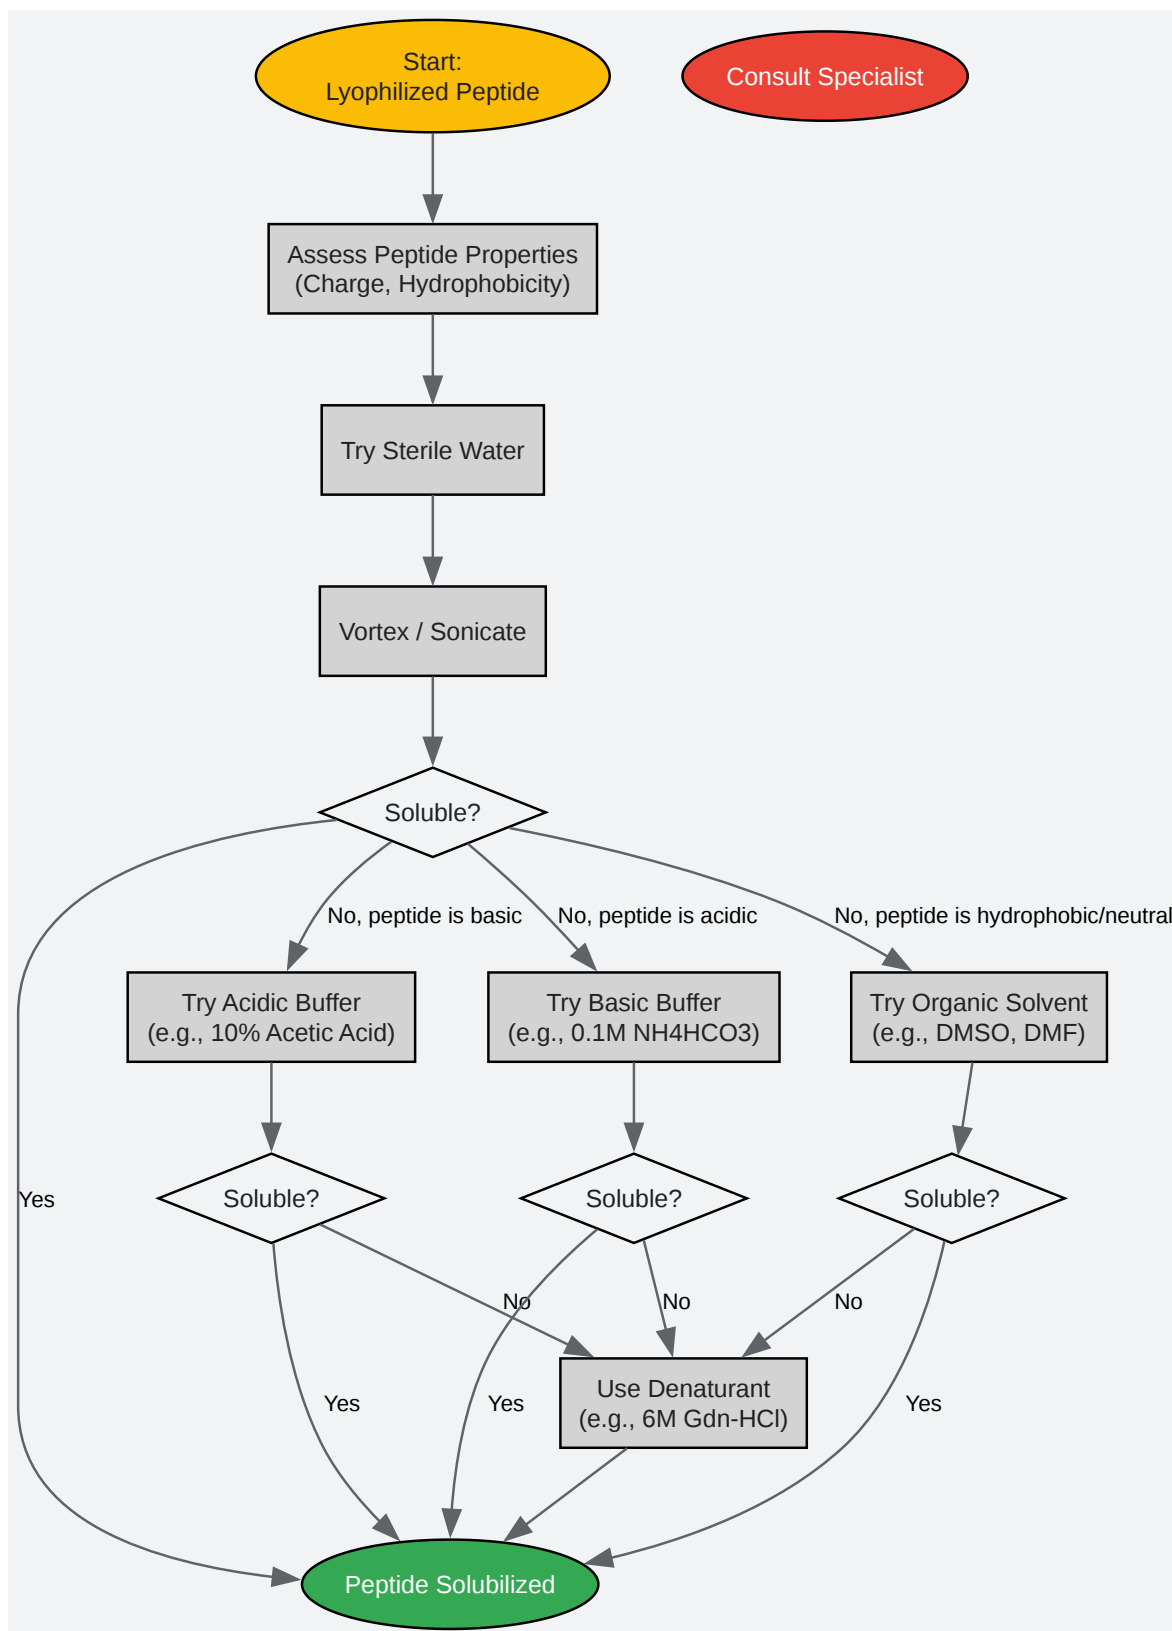 Start:
Lyophilized Peptide
Consult Specialist
Assess Peptide Properties
(Charge, Hydrophobicity)
Try Sterile Water
Vortex / Sonicate
Soluble?
No, peptide is basic
No, peptide is acidic
No, peptide is hydrophobic/neutral
Try Acidic Buffer
(e.g., 10% Acetic Acid)
Try Basic Buffer
(e.g., 0.1M NH4HCO3)
Try Organic Solvent
(e.g., DMSO, DMF)
Yes
Soluble?
Soluble?
Soluble?
No
No
No
Use Denaturant
(e.g., 6M Gdn-HCl)
Yes
Yes
Yes
Peptide Solubilized